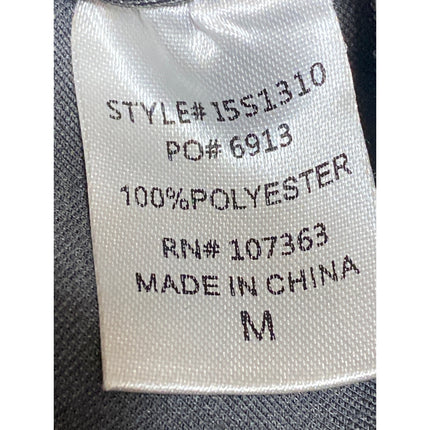 STYLE# 15S1310
PO# 6913
100%POLYESTER
RN# 107363
MADE IN CHINA
M